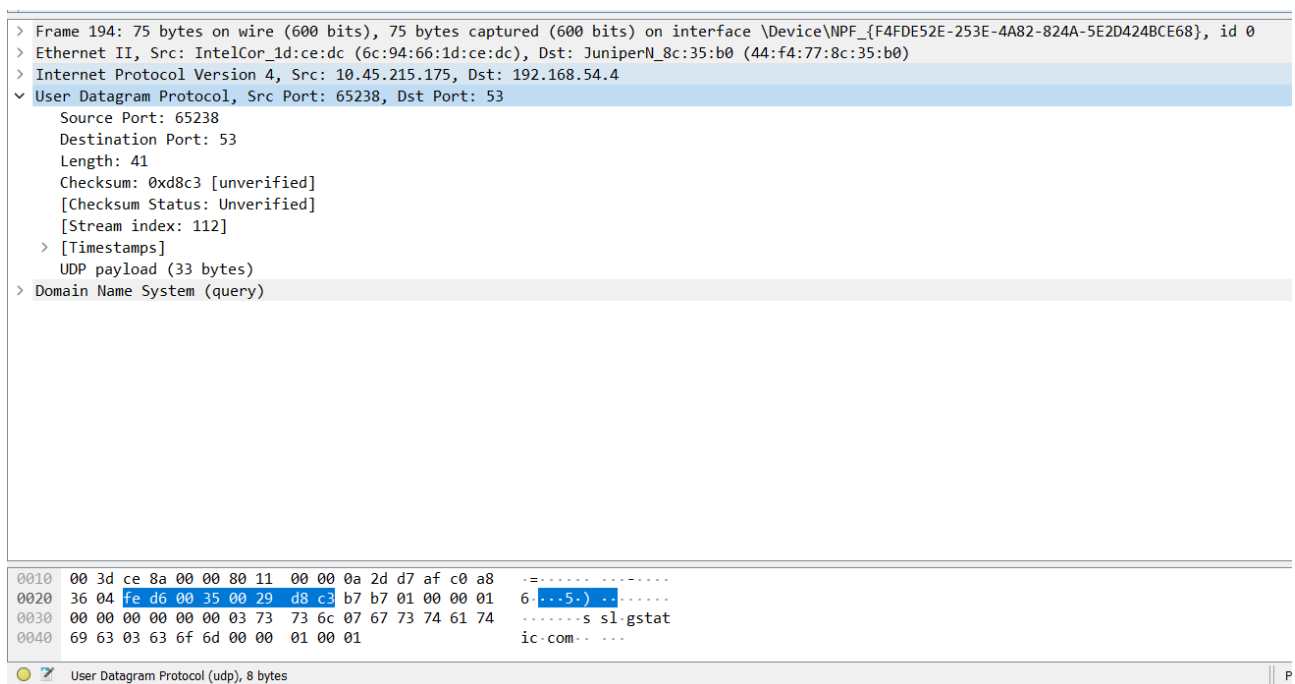 > Frame 194: 75 bytes on wire (600 bits), 75 bytes captured (600 bits) on interface \Device\NPF_{F4FDE52E-253E-4A82-824A-5E2D424BCE68}, id 0
> Ethernet II, Src: IntelCor_1d:ce:dc (6c:94:66:1d:ce:dc), Dst: JuniperN_8c:35:b0 (44:f4:77:8c:35:b0)
> Internet Protocol Version 4, Src: 10.45.215.175, Dst: 192.168.54.4
User Datagram Protocol, Src Port: 65238, Dst Port: 53
Source Port: 65238
Destination Port: 53
Length: 41
Checksum: 0xd8c3 [unverified]
[Checksum Status: Unverified]
[Stream index: 112]
> [Timestamps]
UDP payload (33 bytes)
> Domain Name System (query)
0010 00 3d ce 8a 00 00 80 11 00 00 0a 2d d7 af c0 a8 ·=······ ···-····
0020 36 04 fe d6 00 35 00 29 d8 c3 b7 b7 01 00 00 01 6····5·) ········
0030 00 00 00 00 00 00 03 73 73 6c 07 67 73 74 61 74 ·······s sl·gstat
0040 69 63 03 63 6f 6d 00 00 01 00 01 ic·com·· ···
User Datagram Protocol (udp), 8 bytes
P